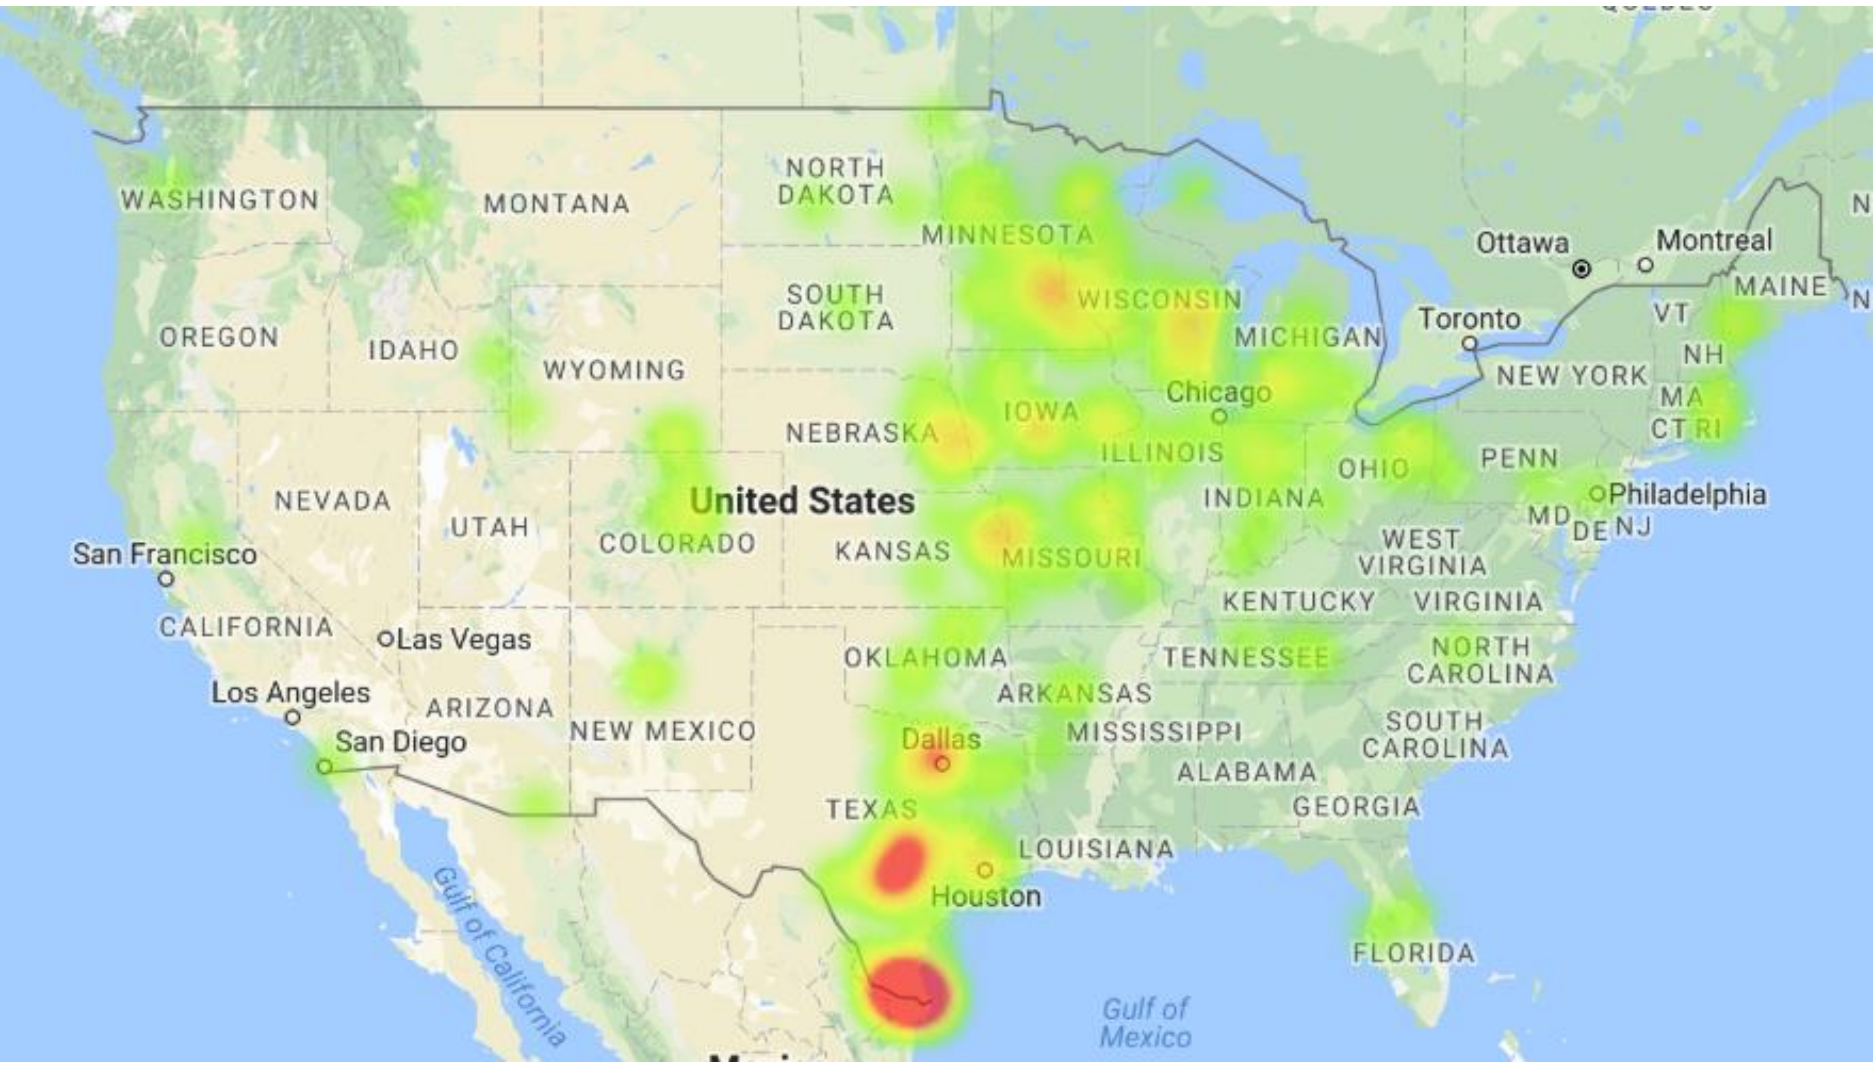 NORTH
DAKOTA
WASHINGTON
MONTANA
MINNESOTA
Ottawa
Montreal
MAINE
SOUTH
DAKOTA
WISCONSIN
VT
OREGON
IDAHO
WYOMING
MICHIGAN
Toronto
NH
NEW YORK
Chicago
MA
IOWA
NEBRASKA
CT RI
ILLINOIS
OHIO
PENN
NEVADA
United States
INDIANA
Philadelphia
UTAH
MD
DE NJ
COLORADO
KANSAS
MISSOURI
WEST
VIRGINIA
San Francisco
KENTUCKY
VIRGINIA
CALIFORNIA
Las Vegas
OKLAHOMA
TENNESSEE
NORTH
CAROLINA
Los Angeles
ARIZONA
ARKANSAS
NEW MEXICO
MISSISSIPPI
SOUTH
CAROLINA
San Diego
Dallas
ALABAMA
TEXAS
GEORGIA
LOUISIANA
Houston
Gulf of California
FLORIDA
Gulf of
Mexico